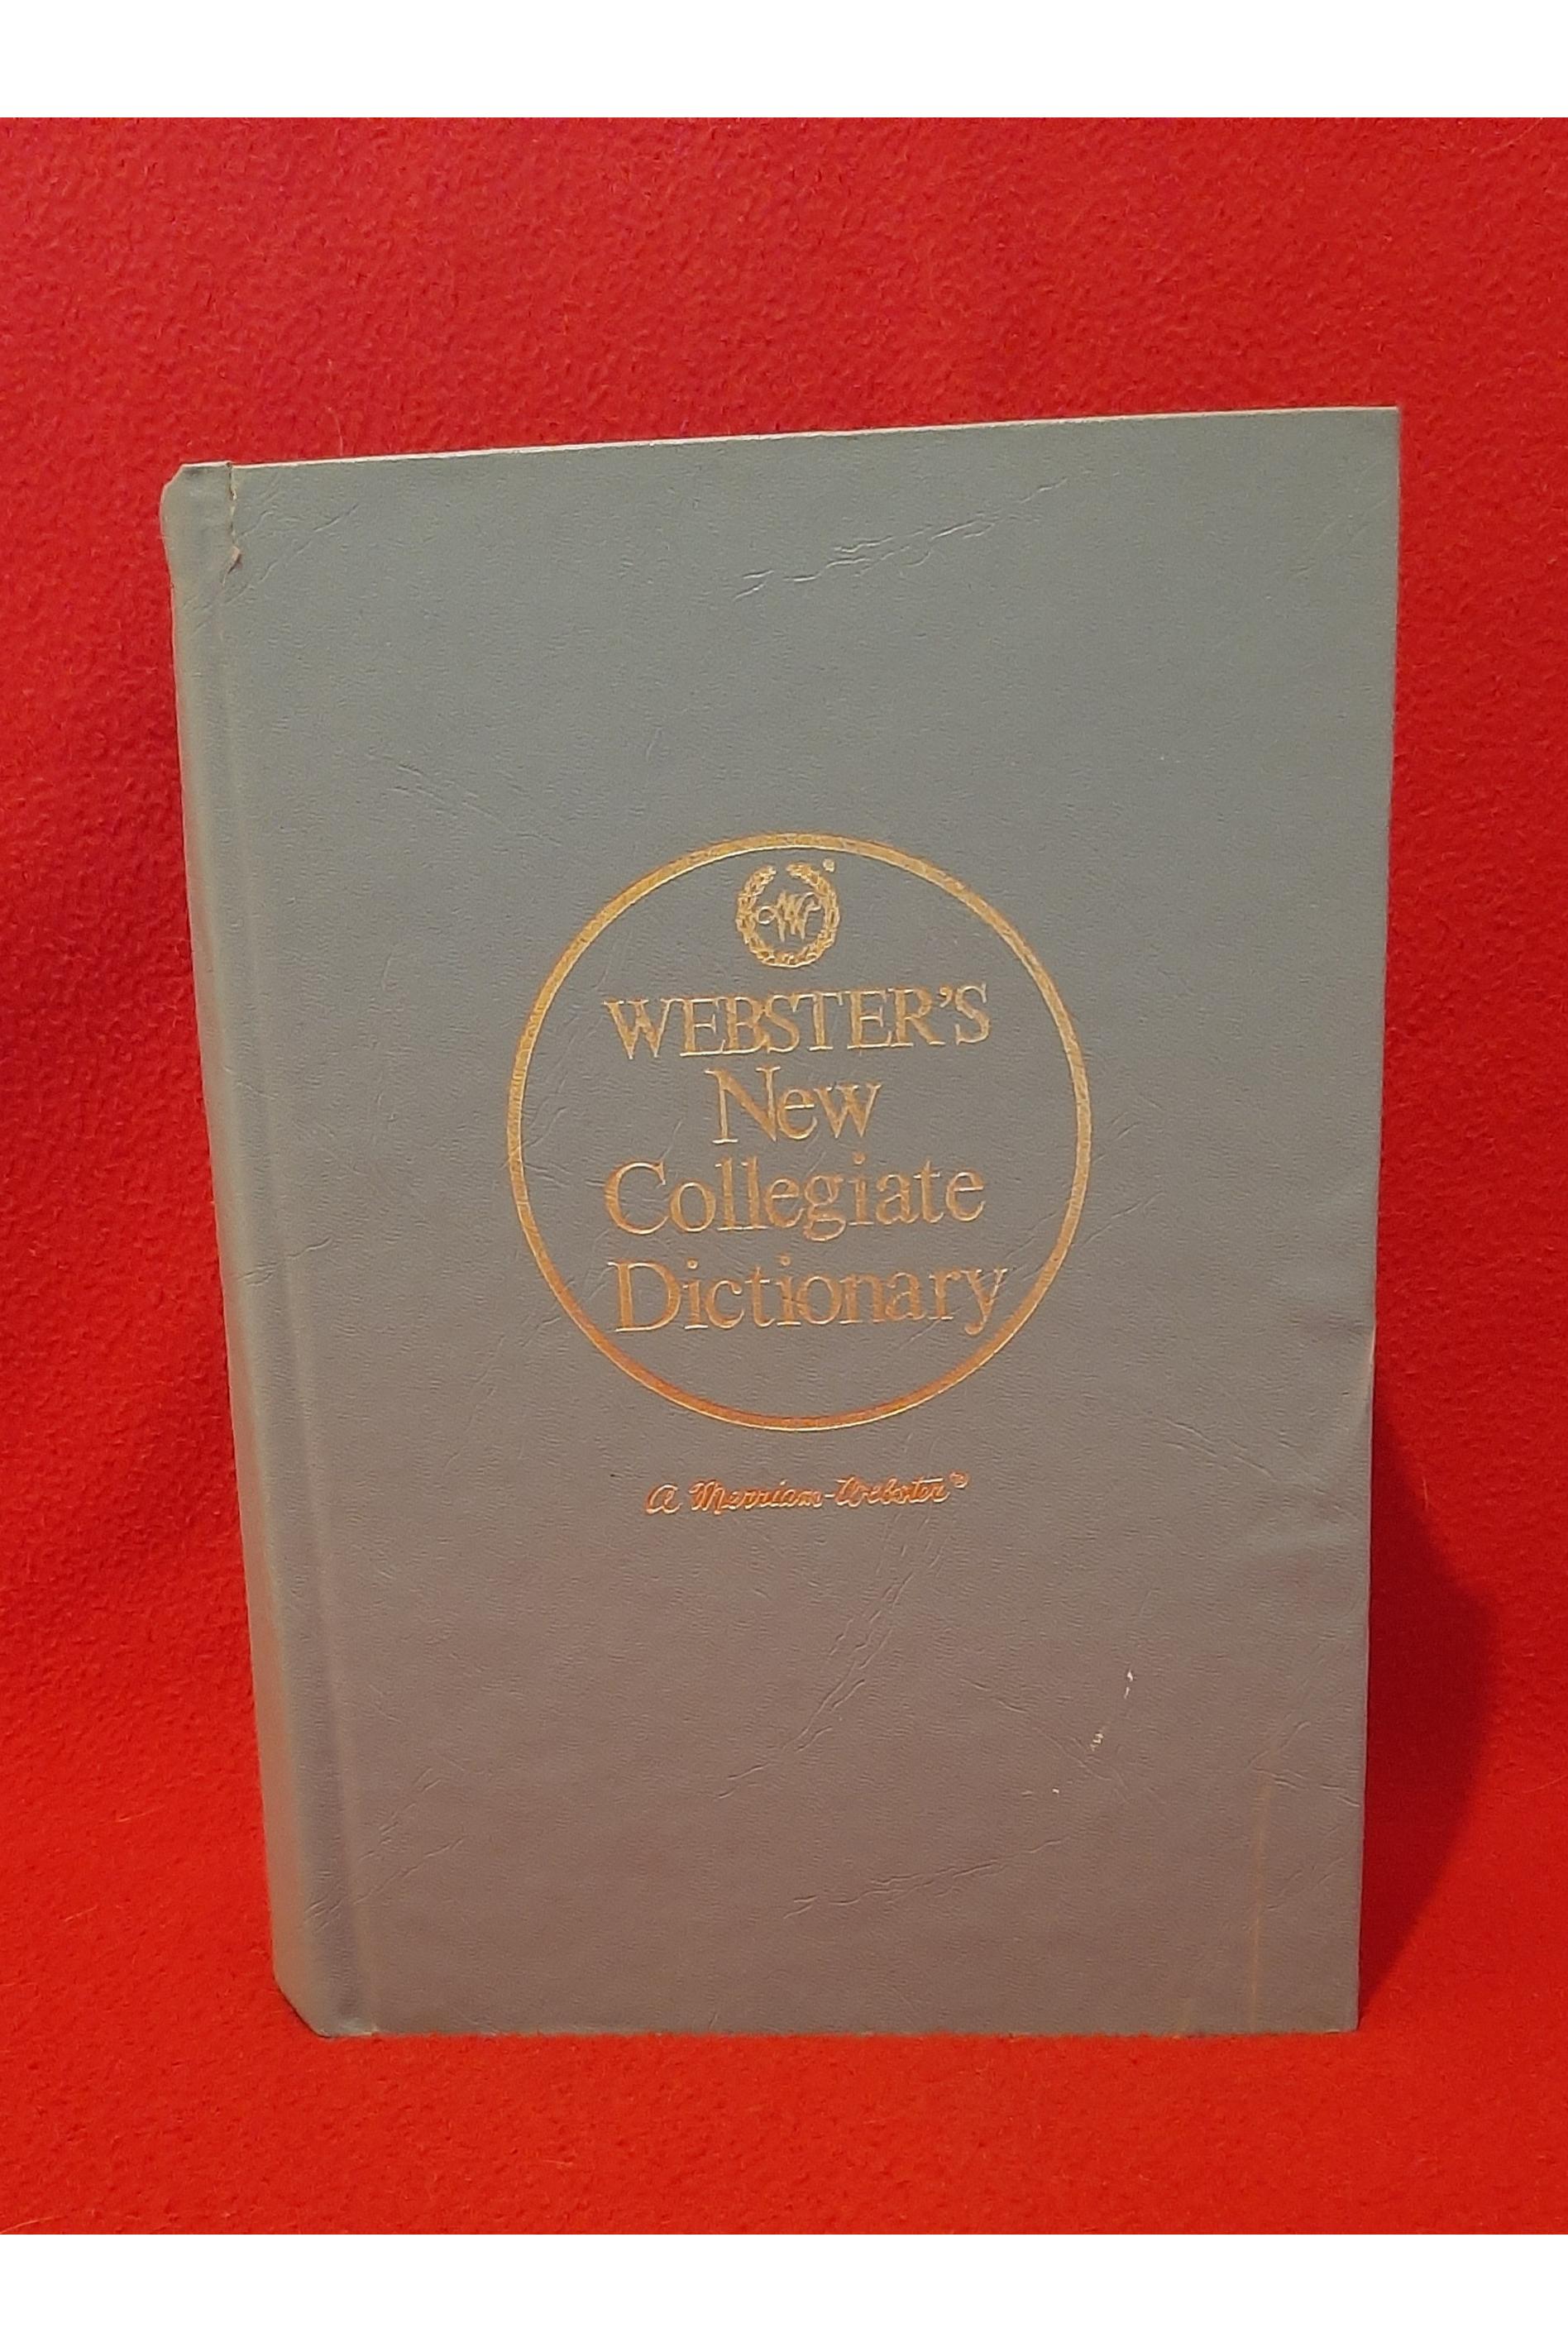 W®
WEBSTER'S
New
Collegiate
Dictionary
a Merriam-Webster®